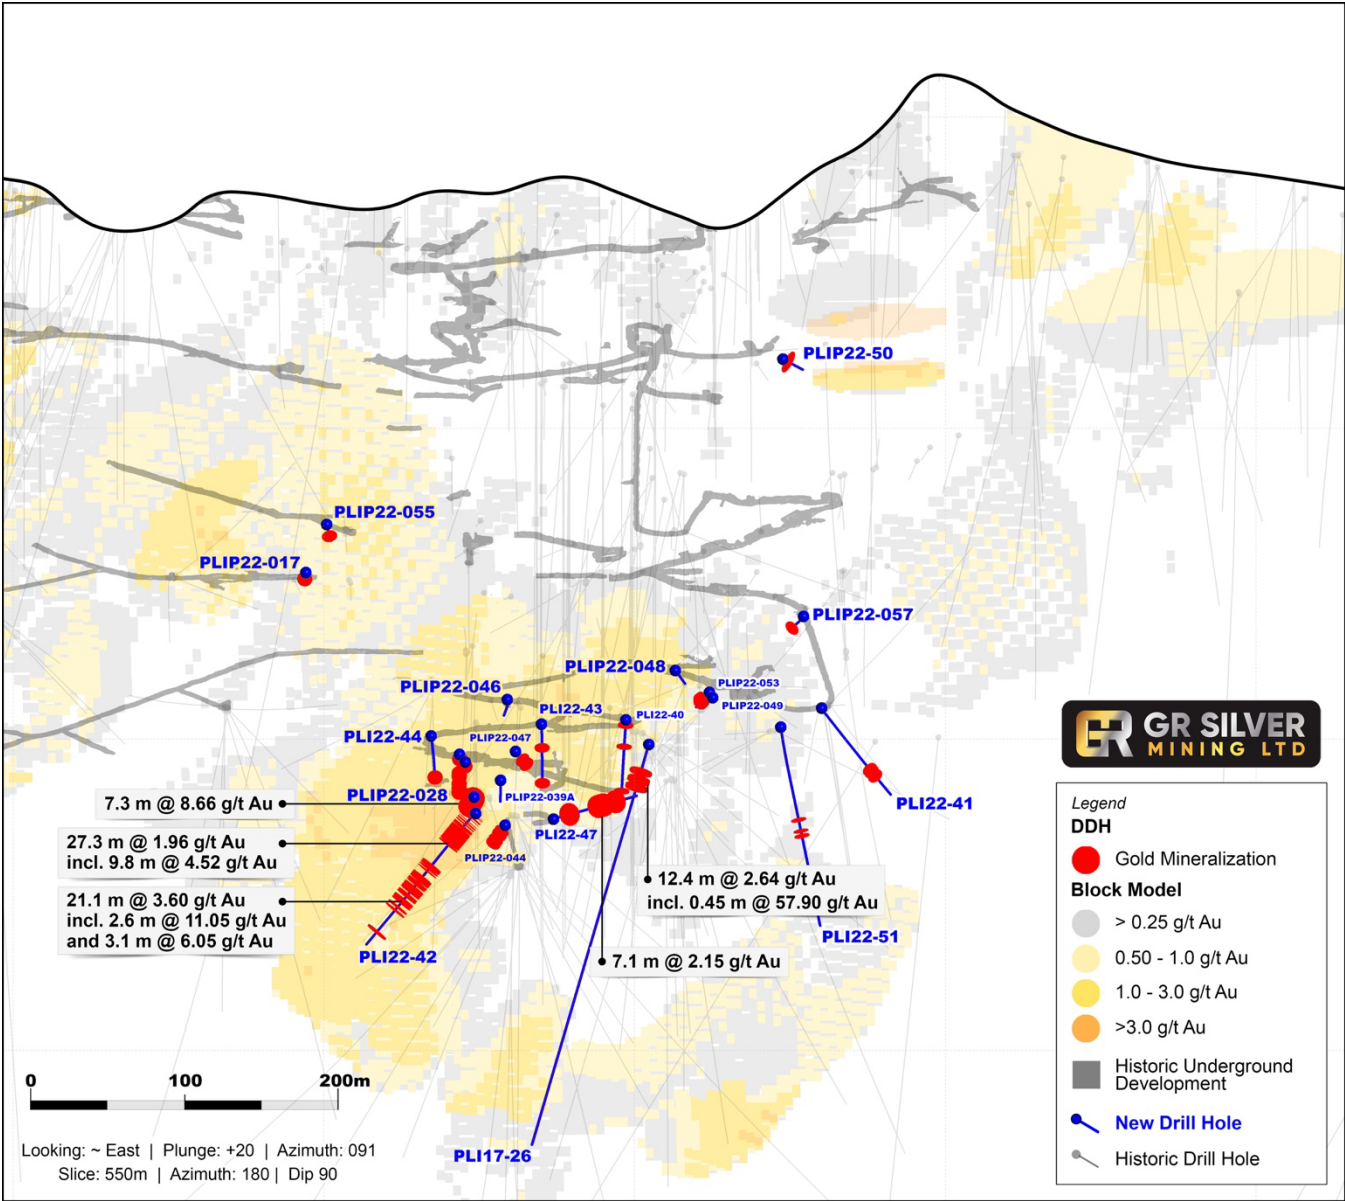 PLIP22-50
PLIP22-055
PLIP22-017
PLIP22-057
PLIP22-048
PLIP22-053
PLIP22-046
PLIP22-049
PLI22-43
PLI22-40
PLI22-44
PLIP22-047
PLIP22-028
PLIP22-039A
PLI22-41
PLI22-47
PLIP22-044
7.3 m @ 8.66 g/t Au
27.3 m @ 1.96 g/t Au
incl. 9.8 m @ 4.52 g/t Au
21.1 m @ 3.60 g/t Au
incl. 2.6 m @ 11.05 g/t Au
and 3.1 m @ 6.05 g/t Au
12.4 m @ 2.64 g/t Au
incl. 0.45 m @ 57.90 g/t Au
7.1 m @ 2.15 g/t Au
PLI22-51
PLI22-42
PLI17-26
GR GR SILVER
MINING LTD
Legend
DDH
Gold Mineralization
Block Model
> 0.25 g/t Au
0.50 - 1.0 g/t Au
1.0 - 3.0 g/t Au
>3.0 g/t Au
Historic Underground
Development
New Drill Hole
Historic Drill Hole
0 100 200m
Looking: ~ East | Plunge: +20 | Azimuth: 091
Slice: 550m | Azimuth: 180 | Dip 90